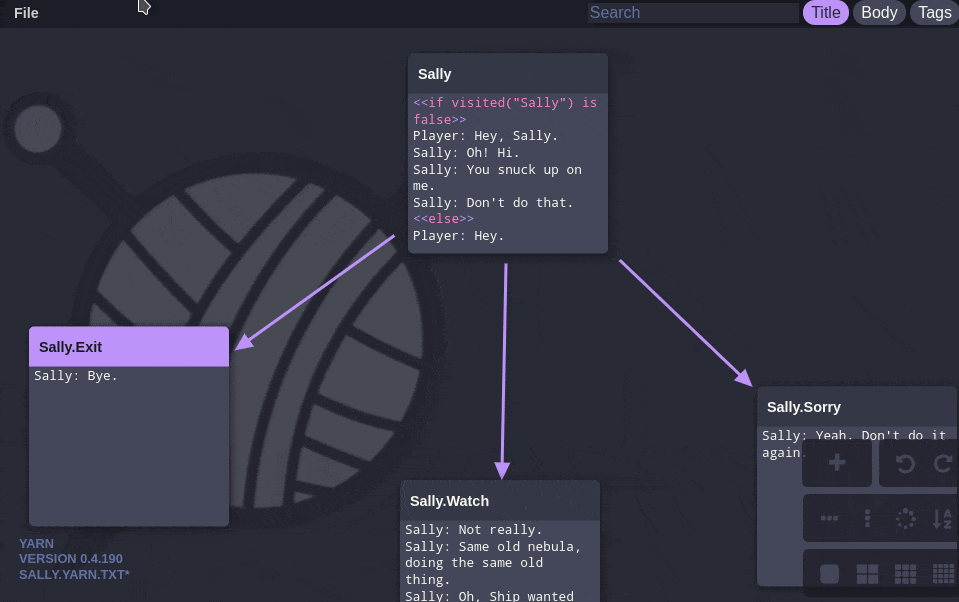 File
Search
Title
Body
Tags
Sally
<<if visited("Sally") is
false>>
Player: Hey, Sally.
Sally: Oh! Hi.
Sally: You snuck up on
me.
Sally: Don't do that.
<<else>>
Player: Hey.
Sally.Exit
Sally: Bye.
Sally.Sorry
Sally: Yeah. Don't do it
again.
Sally.Watch
Sally: Not really.
Sally: Same old nebula,
doing the same old
thing.
Sally: Oh, Ship wanted
A
Z
YARN
VERSION 0.4.190
SALLY.YARN.TXT*